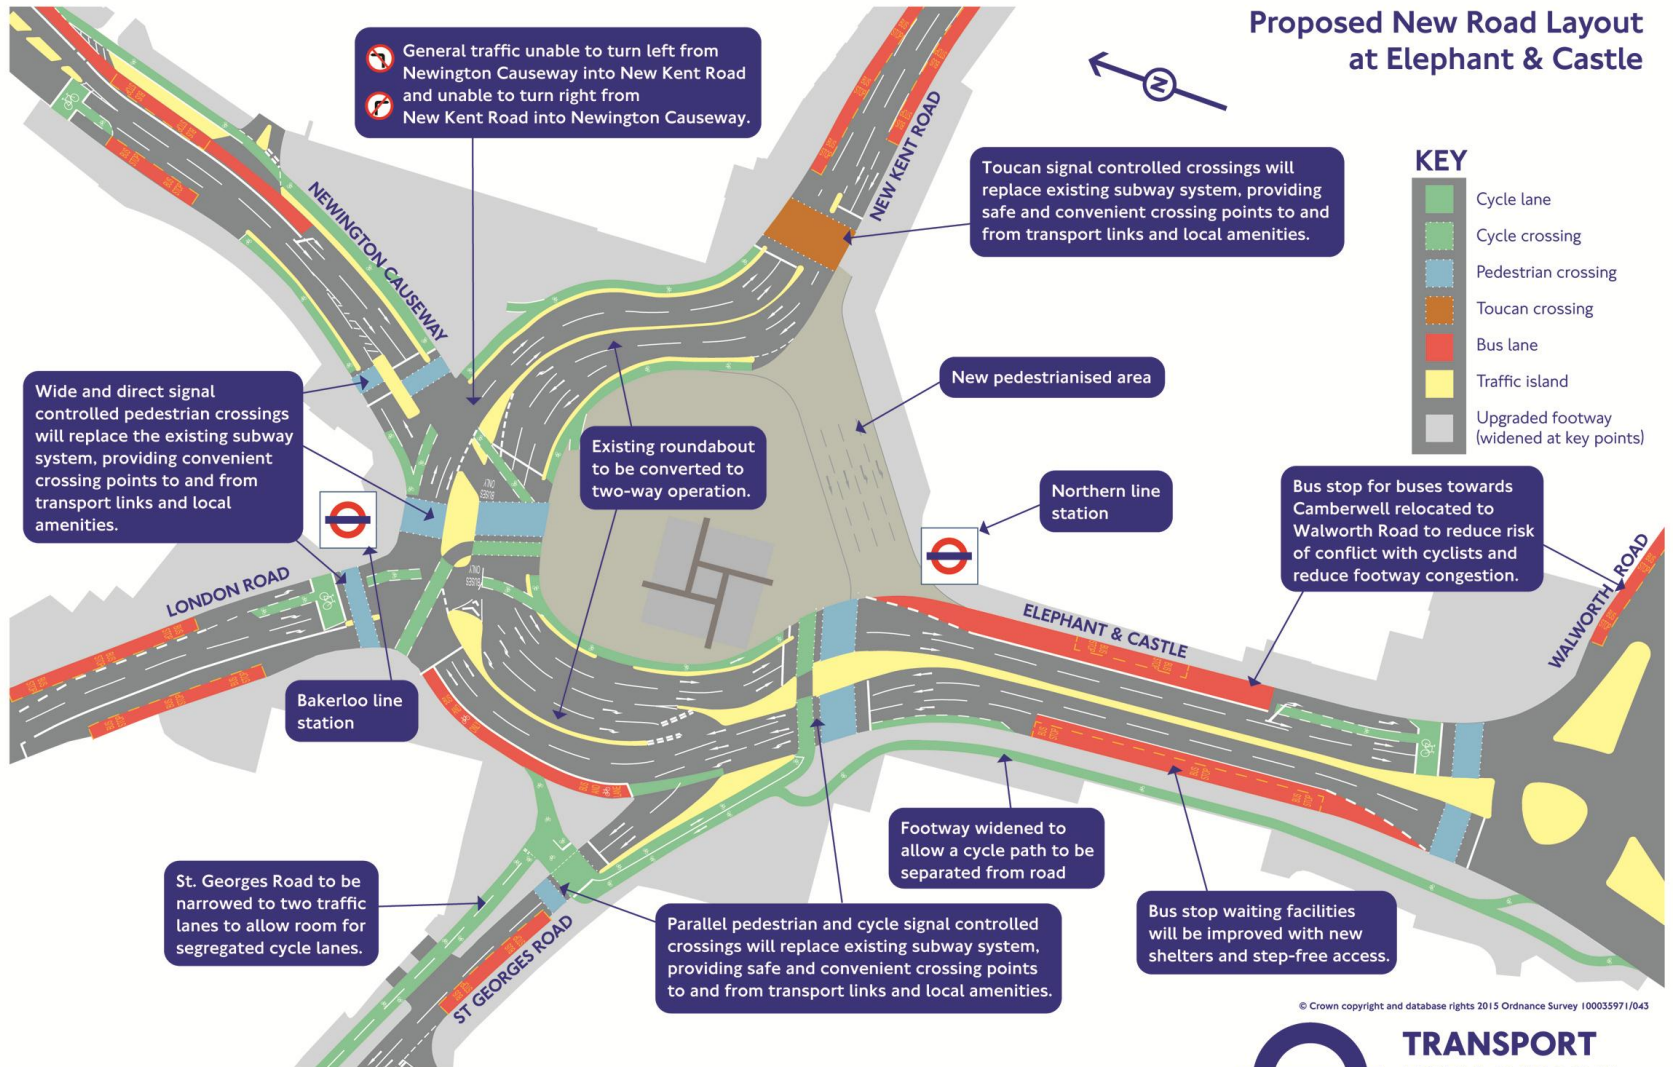 Proposed New Road Layout
at Elephant & Castle
General traffic unable to turn left from
Newington Causeway into New Kent Road
and unable to turn right from
New Kent Road into Newington Causeway.
N
NEW KENT ROAD
Toucan signal controlled crossings will
replace existing subway system, providing
safe and convenient crossing points to and
from transport links and local amenities.
KEY
Cycle lane
Cycle crossing
Pedestrian crossing
Toucan crossing
Bus lane
Traffic island
Upgraded footway
(widened at key points)
NEWINGTON CAUSEWAY
Wide and direct signal
controlled pedestrian crossings
will replace the existing subway
system, providing convenient
crossing points to and from
transport links and local
amenities.
New pedestrianised area
Existing roundabout
to be converted to
two-way operation.
Northern line
station
Bus stop for buses towards
Camberwell relocated to
Walworth Road to reduce risk
of conflict with cyclists and
reduce footway congestion.
WALWORTH ROAD
LONDON ROAD
BUSES
ONLY
BUSES
ONLY
ELEPHANT & CASTLE
Bakerloo line
station
BUS STOP
BUS STOP
BUS STOP
Footway widened to
allow a cycle path to be
separated from road
St. Georges Road to be
narrowed to two traffic
lanes to allow room for
segregated cycle lanes.
ST GEORGES ROAD
Parallel pedestrian and cycle signal controlled
crossings will replace existing subway system,
providing safe and convenient crossing points
to and from transport links and local amenities.
Bus stop waiting facilities
will be improved with new
shelters and step-free access.
© Crown copyright and database rights 2015 Ordnance Survey 100035971/043
TRANSPORT